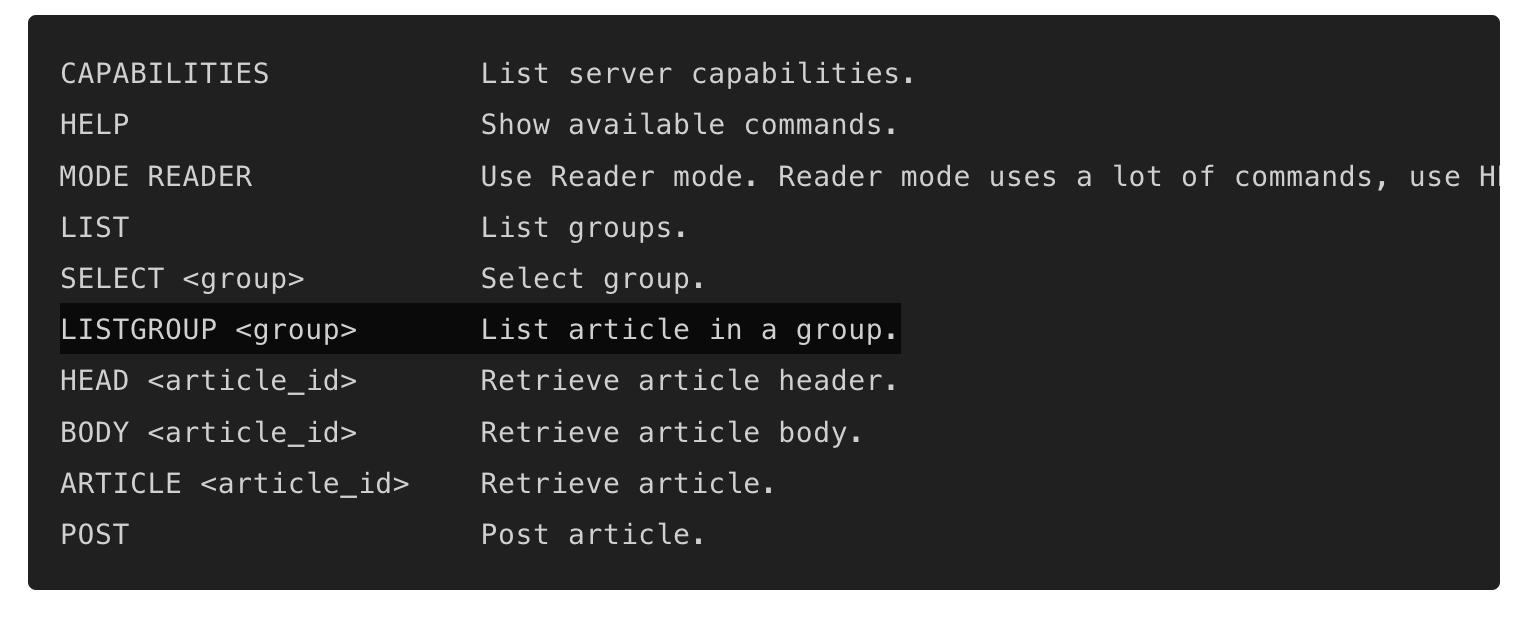 CAPABILITIES            List server capabilities.
HELP                    Show available commands.
MODE READER             Use Reader mode. Reader mode uses a lot of commands, use
LIST                    List groups.
SELECT <group>          Select group.
LISTGROUP <group>       List article in a group.
HEAD <article_id>       Retrieve article header.
BODY <article_id>       Retrieve article body.
ARTICLE <article_id>    Retrieve article.
POST                    Post article.